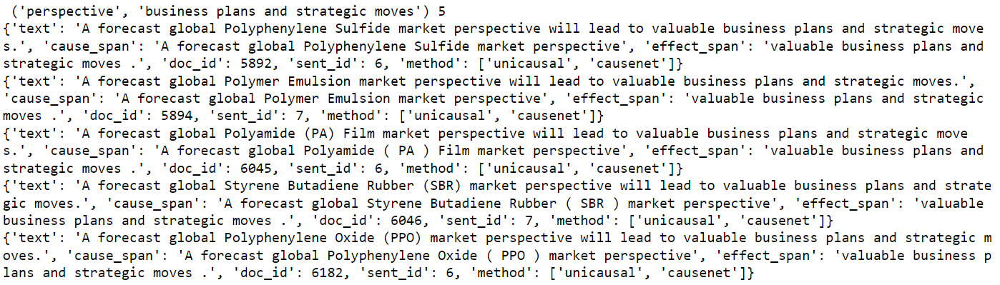 ('perspective', 'business plans and strategic moves') 5
{'text': 'A forecast global Polyphenylene Sulfide market perspective will lead to valuable business plans and strategic move
s.', 'cause_span': 'A forecast global Polyphenylene Sulfide market perspective', 'effect_span': 'valuable business plans and
strategic moves .', 'doc_id': 5892, 'sent_id': 6, 'method': ['unicausal', 'causenet']}
{'text': 'A forecast global Polymer Emulsion market perspective will lead to valuable business plans and strategic moves.',
'cause_span': 'A forecast global Polymer Emulsion market perspective', 'effect_span': 'valuable business plans and strategic
moves .', 'doc_id': 5894, 'sent_id': 7, 'method': ['unicausal', 'causenet']}
{'text': 'A forecast global Polyamide (PA) Film market perspective will lead to valuable business plans and strategic move
s.', 'cause_span': 'A forecast global Polyamide ( PA ) Film market perspective', 'effect_span': 'valuable business plans and
strategic moves .', 'doc_id': 6045, 'sent_id': 6, 'method': ['unicausal', 'causenet']}
{'text': 'A forecast global Styrene Butadiene Rubber (SBR) market perspective will lead to valuable business plans and strate
gic moves.', 'cause_span': 'A forecast global Styrene Butadiene Rubber ( SBR ) market perspective', 'effect_span': 'valuable
business plans and strategic moves .', 'doc_id': 6046, 'sent_id': 7, 'method': ['unicausal', 'causenet']}
{'text': 'A forecast global Polyphenylene Oxide (PPO) market perspective will lead to valuable business plans and strategic m
oves.', 'cause_span': 'A forecast global Polyphenylene Oxide ( PPO ) market perspective', 'effect_span': 'valuable business p
lans and strategic moves .', 'doc_id': 6182, 'sent_id': 6, 'method': ['unicausal', 'causenet']}